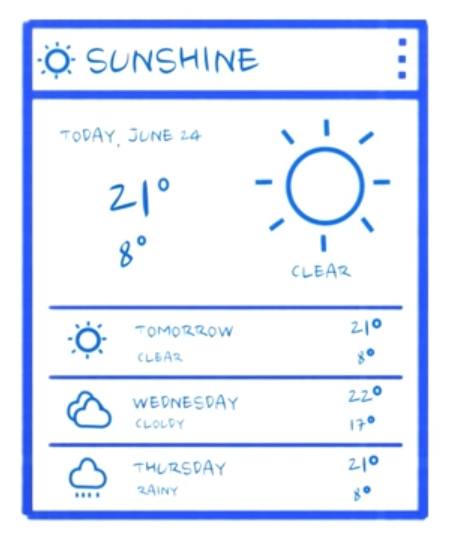 SUNSHINE
TODAY, JUNE 24
21°
8°
CLEAR
TOMORROW 21°
CLEAR 8°
WEDNESDAY 22°
CLOUDY 17°
THURSDAY 21°
RAINY 8°